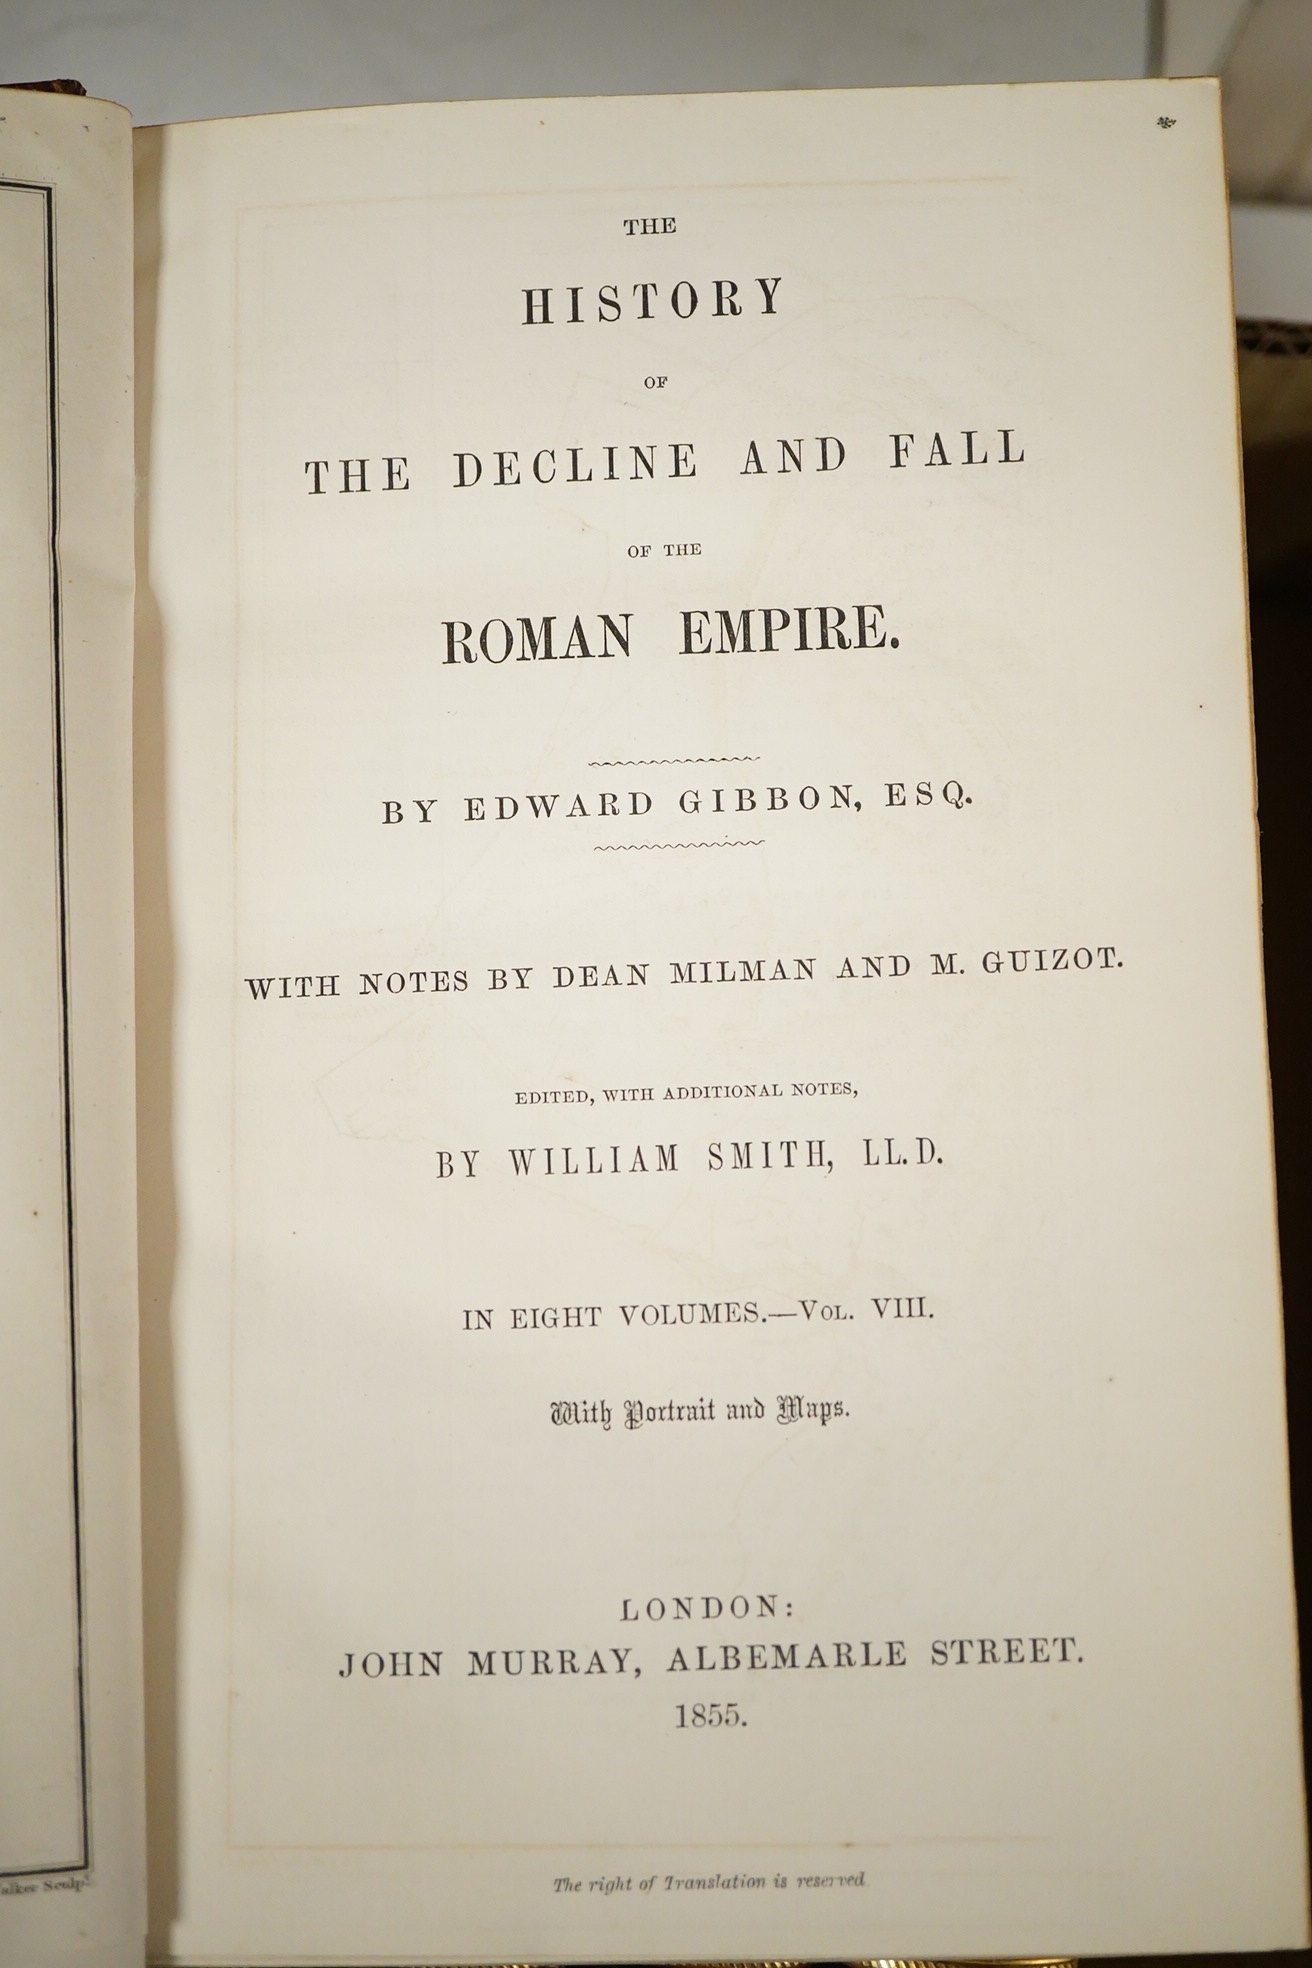 THE
HISTORY
OF
THE DECLINE AND FALL
OF THE
ROMAN EMPIRE.
BY EDWARD GIBBON, ESQ.
WITH NOTES BY DEAN MILMAN AND M. GUIZOT.
EDITED, WITH ADDITIONAL NOTES,
BY WILLIAM SMITH, LL.D.
IN EIGHT VOLUMES.—VOL. VIII.
With Portrait and Maps.
LONDON:
JOHN MURRAY, ALBEMARLE STREET.
1855.
The right of Translation is reserved.